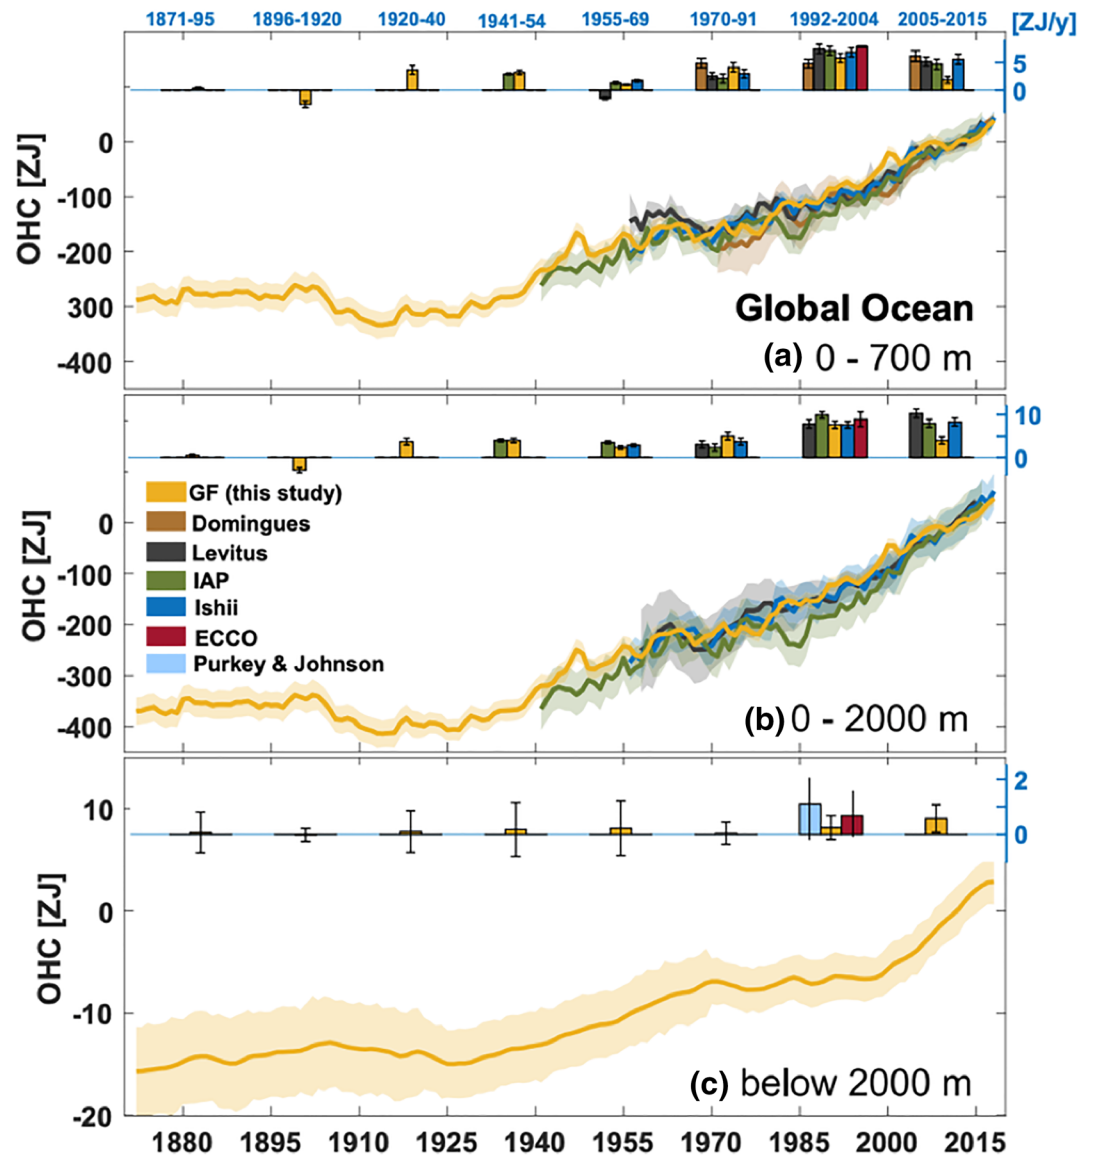 1871-95 1896-1920 1920-40 1941-54 1955-69 1970-91 1992-2004 2005-2015 [ZJ/y]
5
0
OHC [ZJ]
0
-100
-200
300
-400
Global Ocean
(a) 0 - 700 m
10
0
OHC [ZJ]
0
-100
-200
-300
-400
GF (this study)
Domingues
Levitus
IAP
Ishii
ECCO
Purkey & Johnson
(b) 0 - 2000 m
2
0
OHC [ZJ]
10
0
-10
-20
(c) below 2000 m
1880 1895 1910 1925 1940 1955 1970 1985 2000 2015